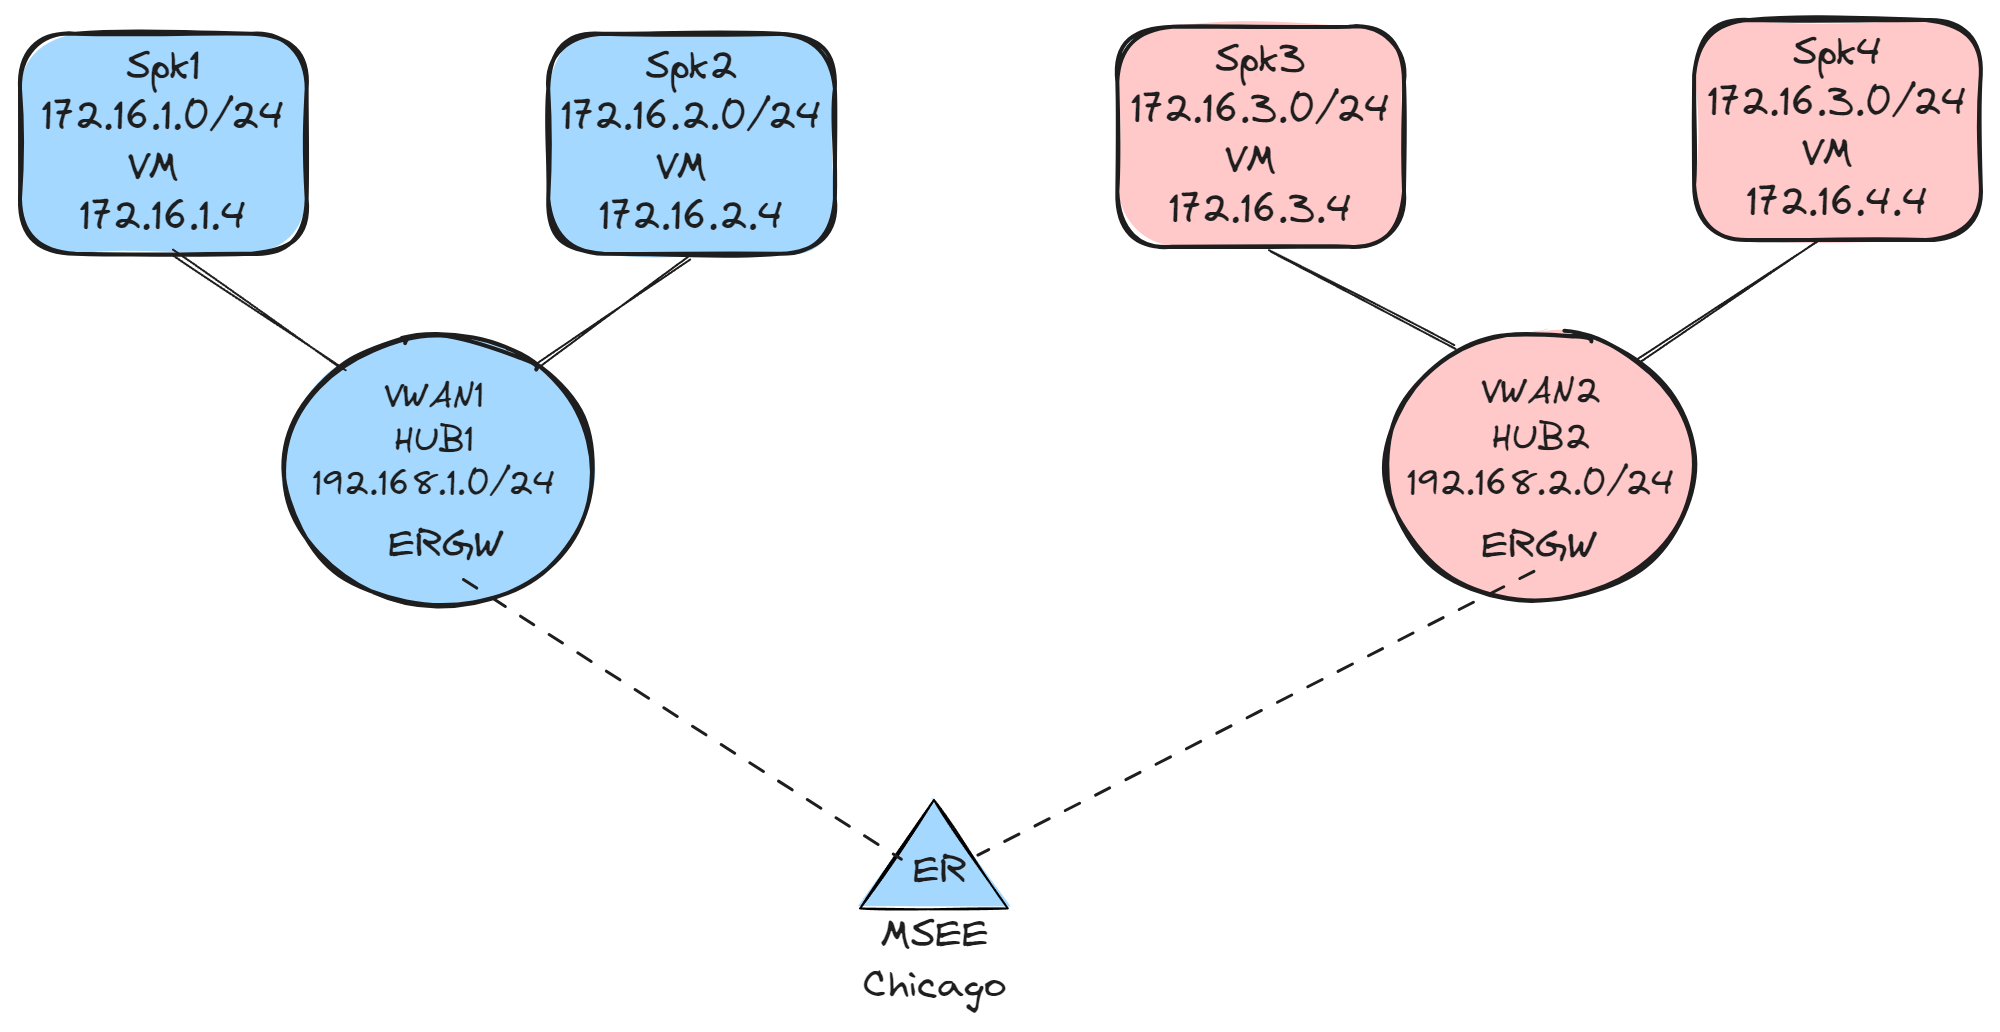 Spk1
172.16.1.0/24
VM
172.16.1.4
Spk2
172.16.2.0/24
VM
172.16.2.4
Spk3
172.16.3.0/24
VM
172.16.3.4
Spk4
172.16.3.0/24
VM
172.16.4.4
VWAN1
HUB1
192.168.1.0/24
ERGW
VWAN2
HUB2
192.168.2.0/24
ERGW
ER
MSEE
Chicago